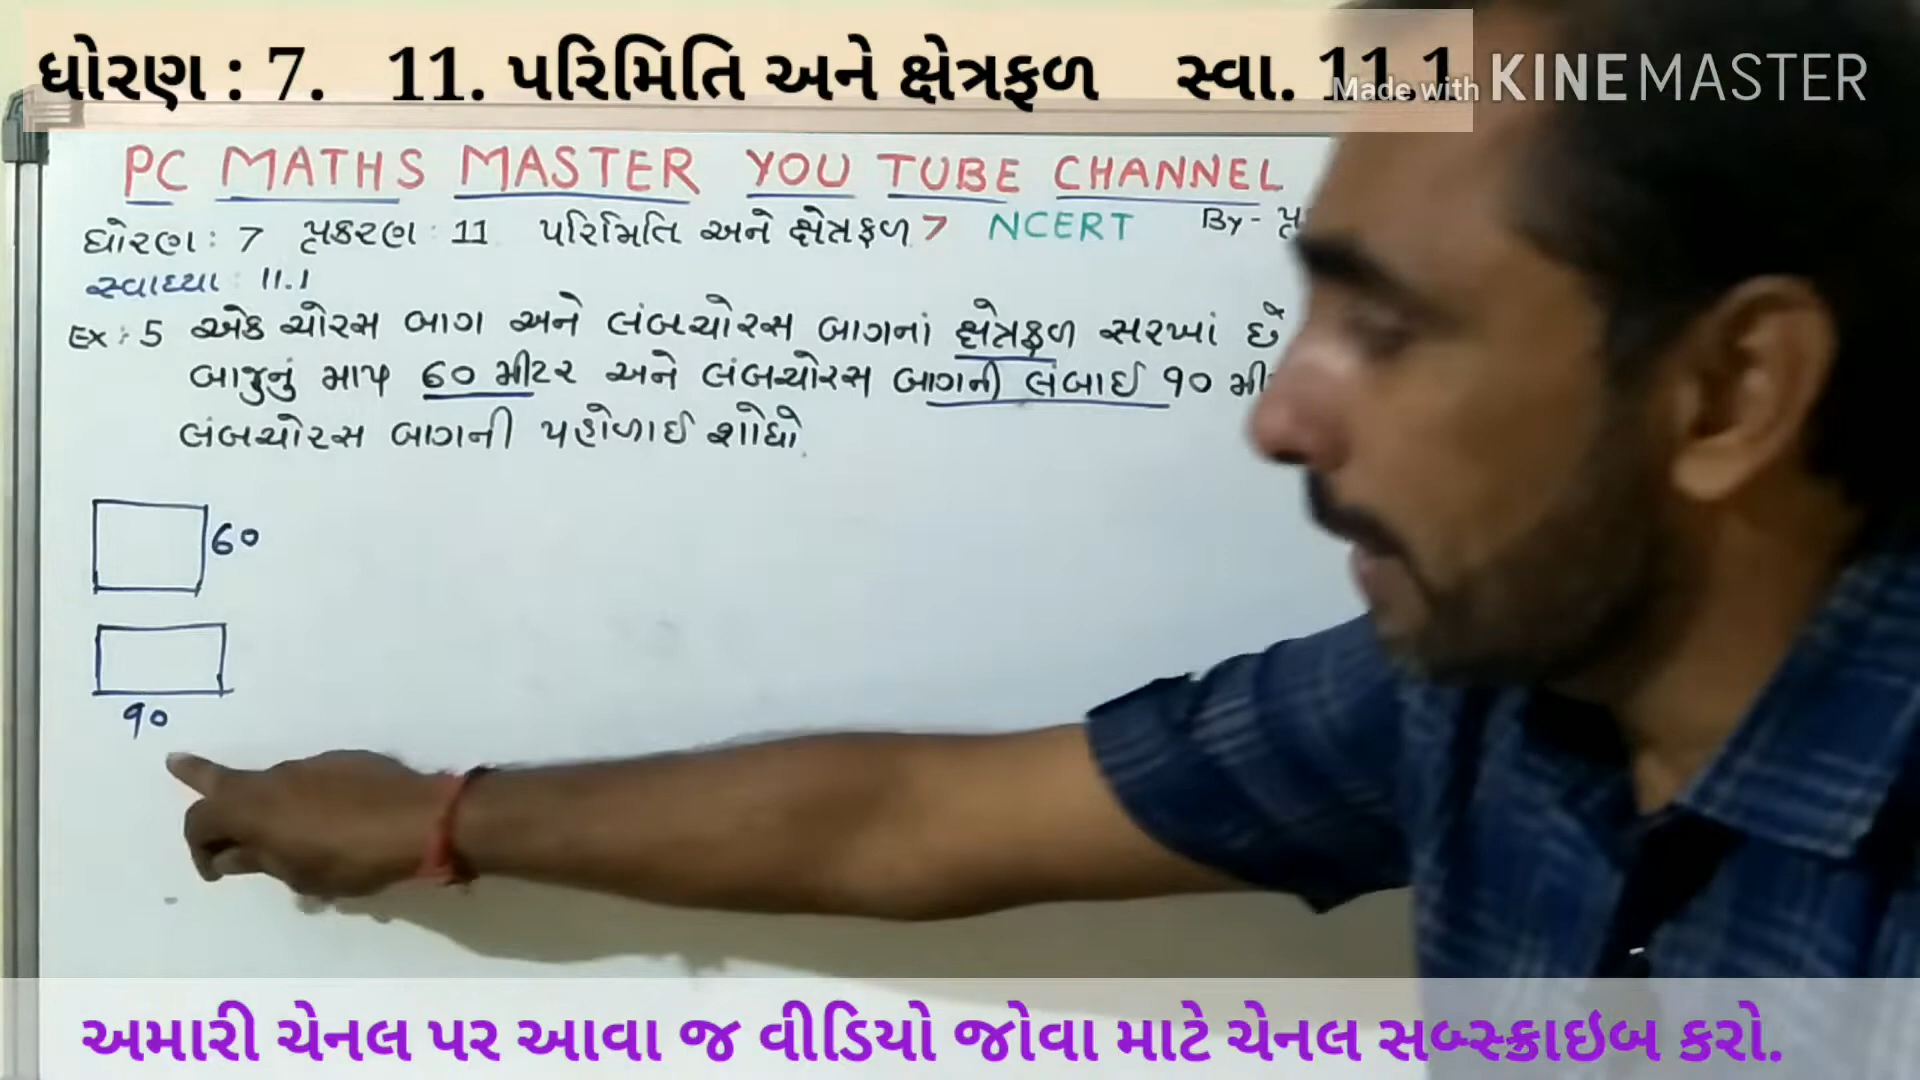 ધોરણ : 7. 11. પરિમિતિ અને ક્ષેત્રફળ સ્વા. 11.1
Made with KINEMASTER
PC MATHS MASTER YOU TUBE CHANNEL
ધોરણ : 7 પ્રકરણ : 11 પરિમિતિ અને ક્ષેત્રફળ 7 NCERT By -
સ્વાધ્યા : 11.1
Ex : 5 એક ચોરસ બાગ અને લંબચોરસ બાગનાં ક્ષેત્રફળ સરખાં છે
બાજુનું માપ 60 મીટર અને લંબચોરસ બાગની લંબાઈ 90
લંબચોરસ બાગની પહોળાઈ શોધો.
60
90
અમારી ચેનલ પર આવા જ વીડિયો જોવા માટે ચેનલ સબ્સ્ક્રાઇબ કરો.